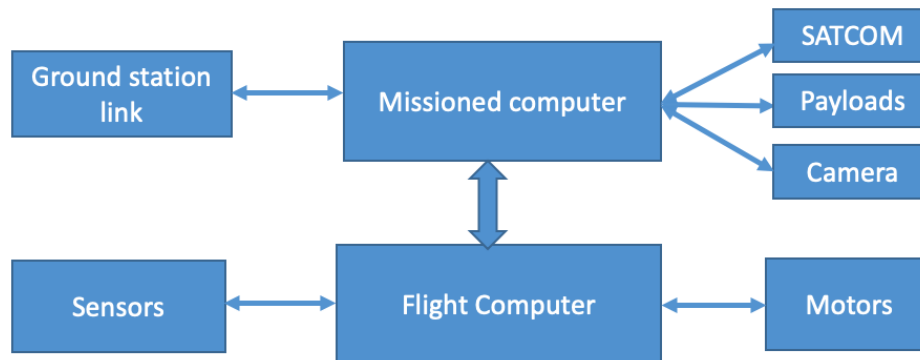 SATCOM
Ground station
link
Missioned computer
Payloads
Camera
Sensors
Flight Computer
Motors